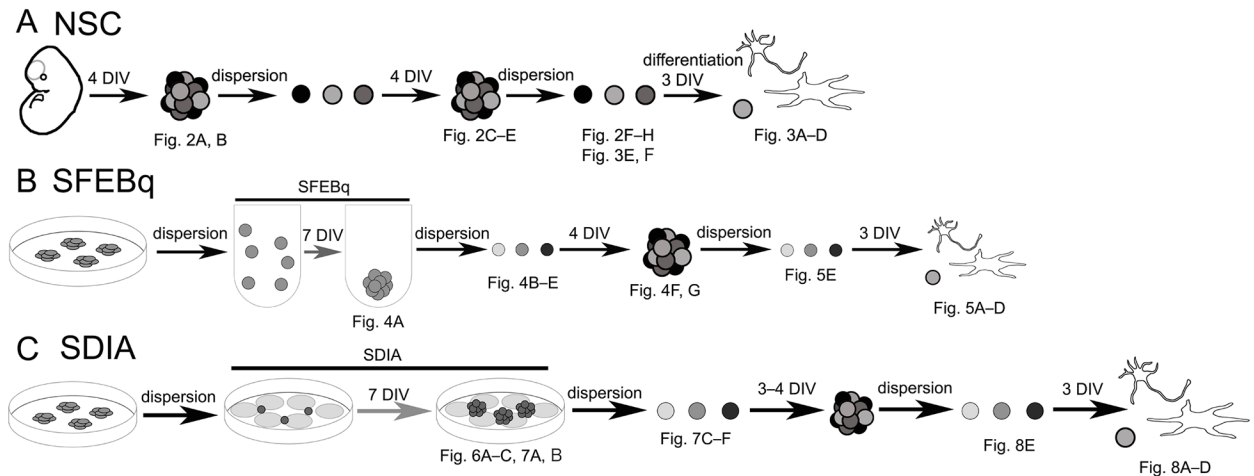 A NSC
4 DIV
dispersion
4 DIV
dispersion
differentiation
3 DIV
Fig. 2A, B
Fig. 2C–E
Fig. 2F–H
Fig. 3E, F
Fig. 3A–D
B SFEBq
SFEBq
dispersion
7 DIV
dispersion
4 DIV
dispersion
3 DIV
Fig. 4A
Fig. 4B–E
Fig. 4F, G
Fig. 5E
Fig. 5A–D
C SDIA
SDIA
dispersion
7 DIV
dispersion
3–4 DIV
dispersion
3 DIV
Fig. 6A–C, 7A, B
Fig. 7C–F
Fig. 8E
Fig. 8A–D